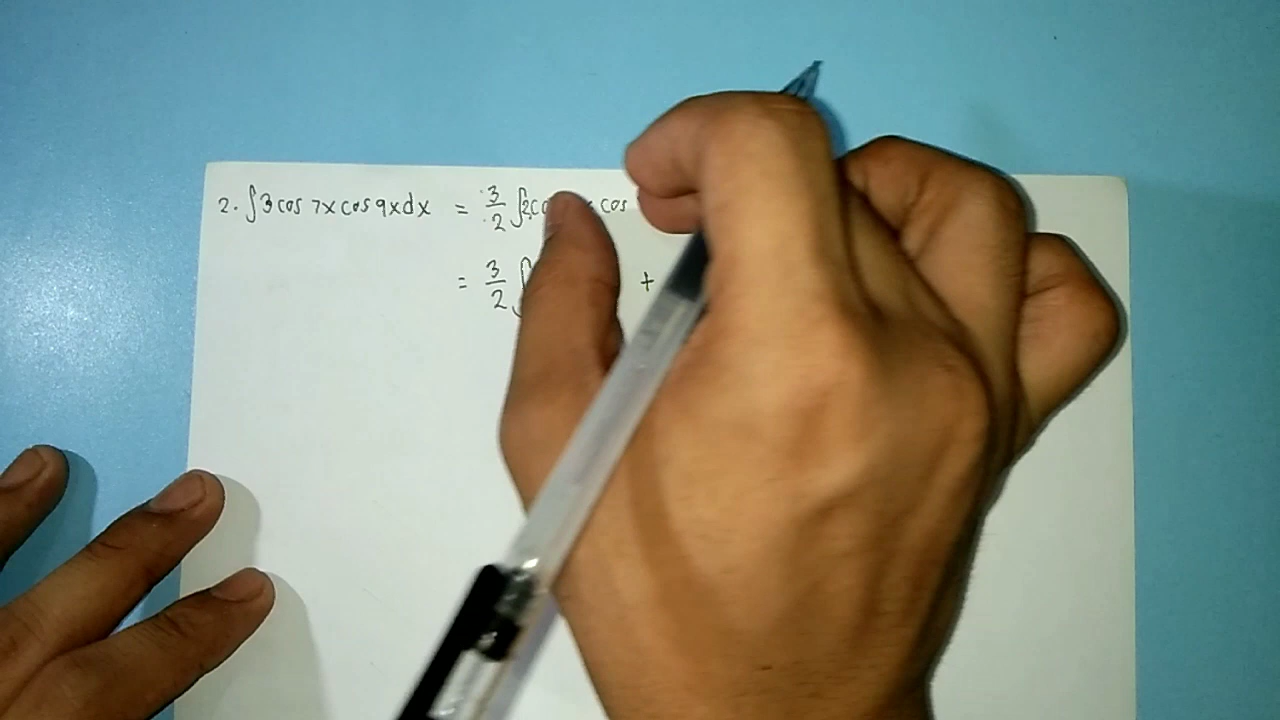 2. ∫3 cos 7x cos 9x dx = 3/2 ∫2 cos
= 3/2 ∫ +